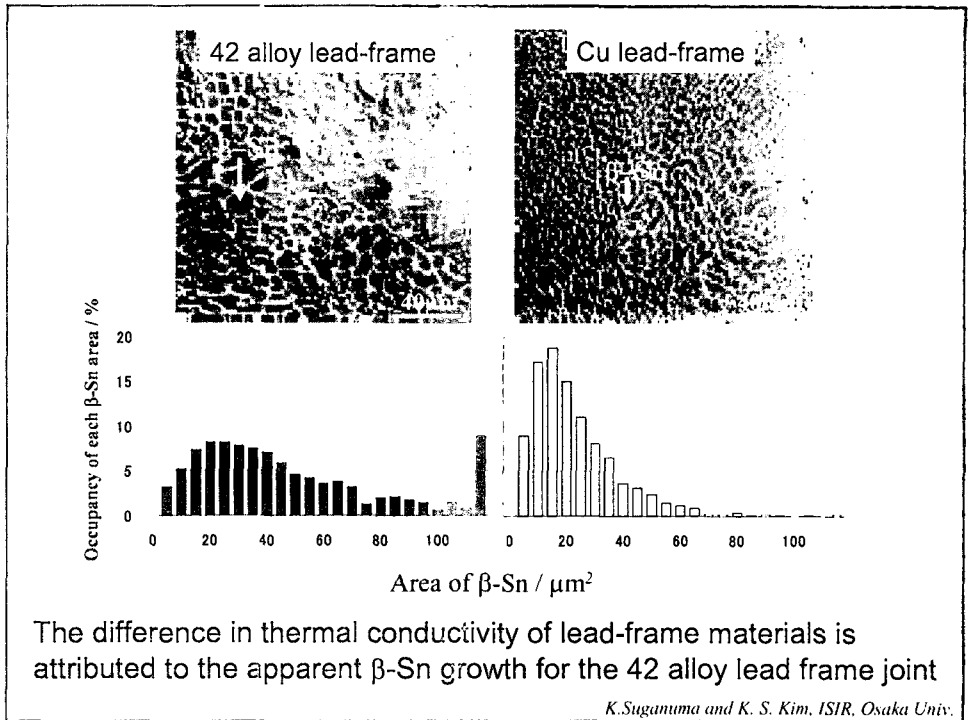 42 alloy lead-frame
Cu lead-frame
β-Sn
40μm
Occupancy of each β-Sn area / %
20
15
10
5
0
0 20 40 60 80 100
0 20 40 60 80 100
Area of β-Sn / μm²
The difference in thermal conductivity of lead-frame materials is
attributed to the apparent β-Sn growth for the 42 alloy lead frame joint
K.Suganuma and K. S. Kim, ISIR, Osaka Univ.